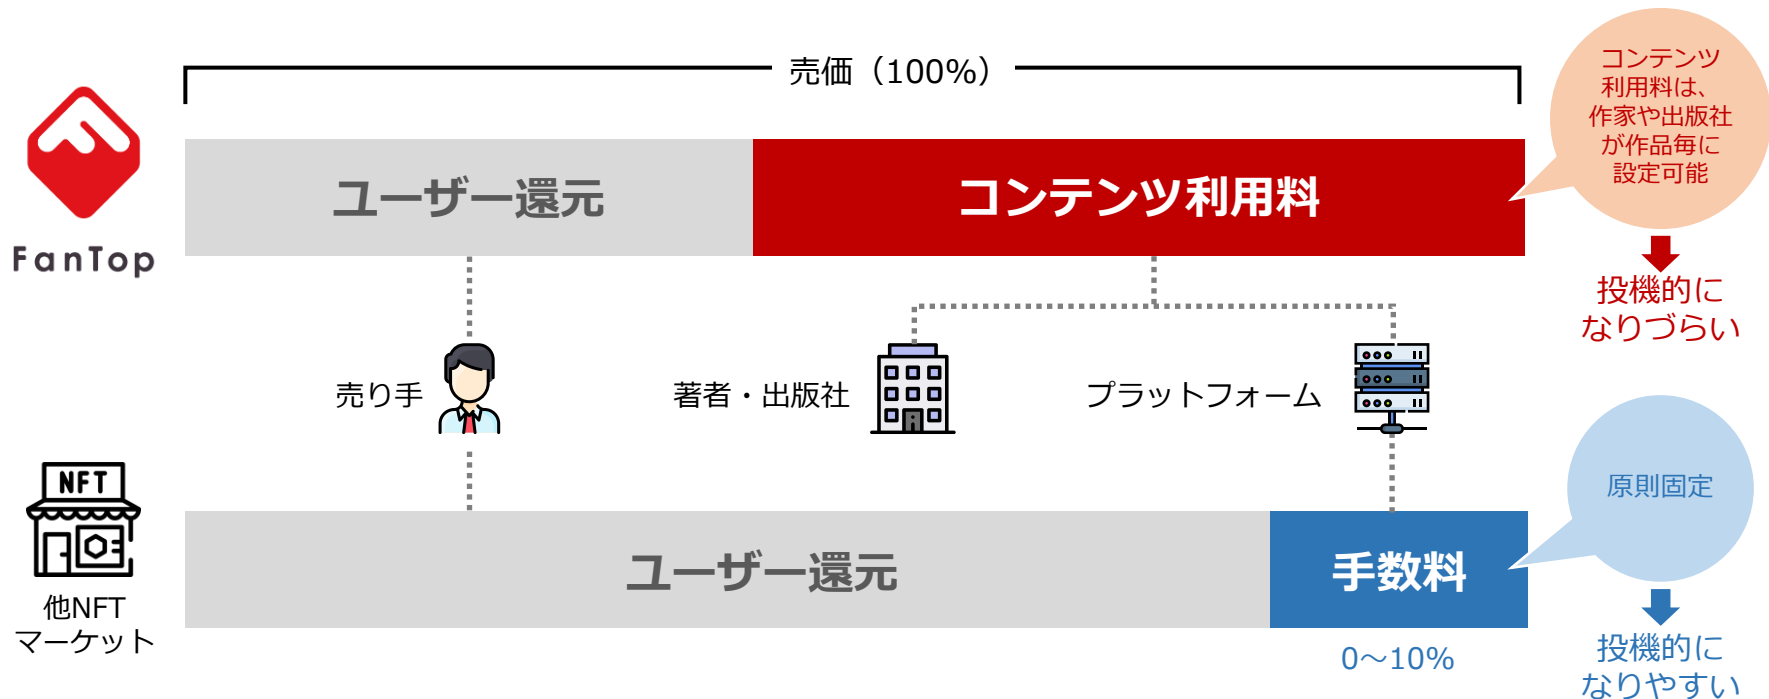 売価（100%）
コンテンツ
利用料は、
作家や出版社
が作品毎に
設定可能
FanTop
ユーザー還元
コンテンツ利用料
投機的に
なりづらい
売り手
著者・出版社
プラットフォーム
NFT
他NFT
マーケット
ユーザー還元
手数料
0～10%
原則固定
投機的に
なりやすい